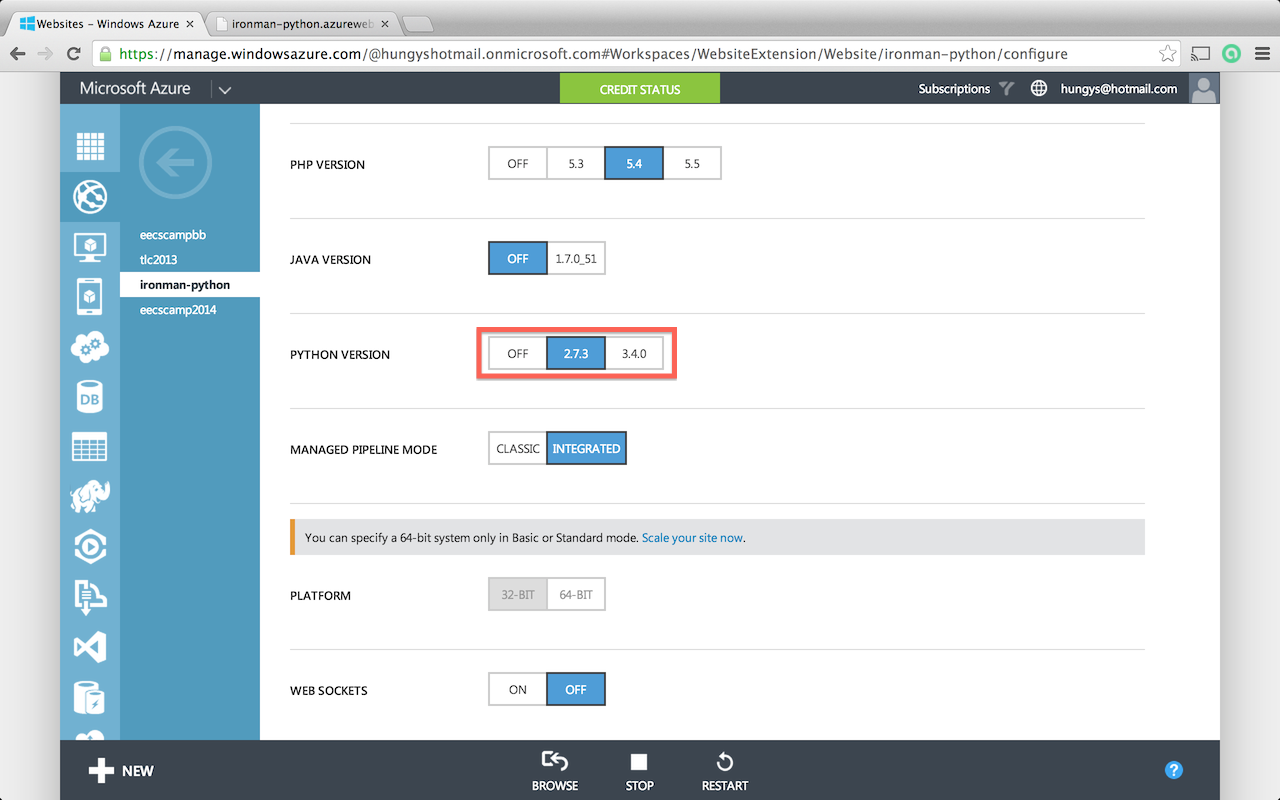 Websites – Windows Azure
ironman-python.azureweb
https://manage.windowsazure.com/@hungyshotmail.onmicrosoft.com#Workspaces/WebsiteExtension/Website/ironman-python/configure
Microsoft Azure
CREDIT STATUS
Subscriptions
hungys@hotmail.com
eecscampbb
tlc2013
ironman-python
eecscamp2014
DB
PHP VERSION OFF 5.3 5.4 5.5
JAVA VERSION OFF 1.7.0_51
PYTHON VERSION OFF 2.7.3 3.4.0
MANAGED PIPELINE MODE CLASSIC INTEGRATED
You can specify a 64-bit system only in Basic or Standard mode. Scale your site now.
PLATFORM 32-BIT 64-BIT
WEB SOCKETS ON OFF
NEW
BROWSE
STOP
RESTART
?